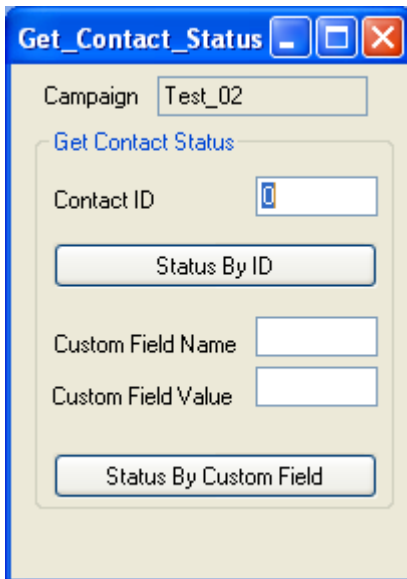 Get_Contact_Status
Campaign Test_02
Get Contact Status
Contact ID 0
Status By ID
Custom Field Name
Custom Field Value
Status By Custom Field